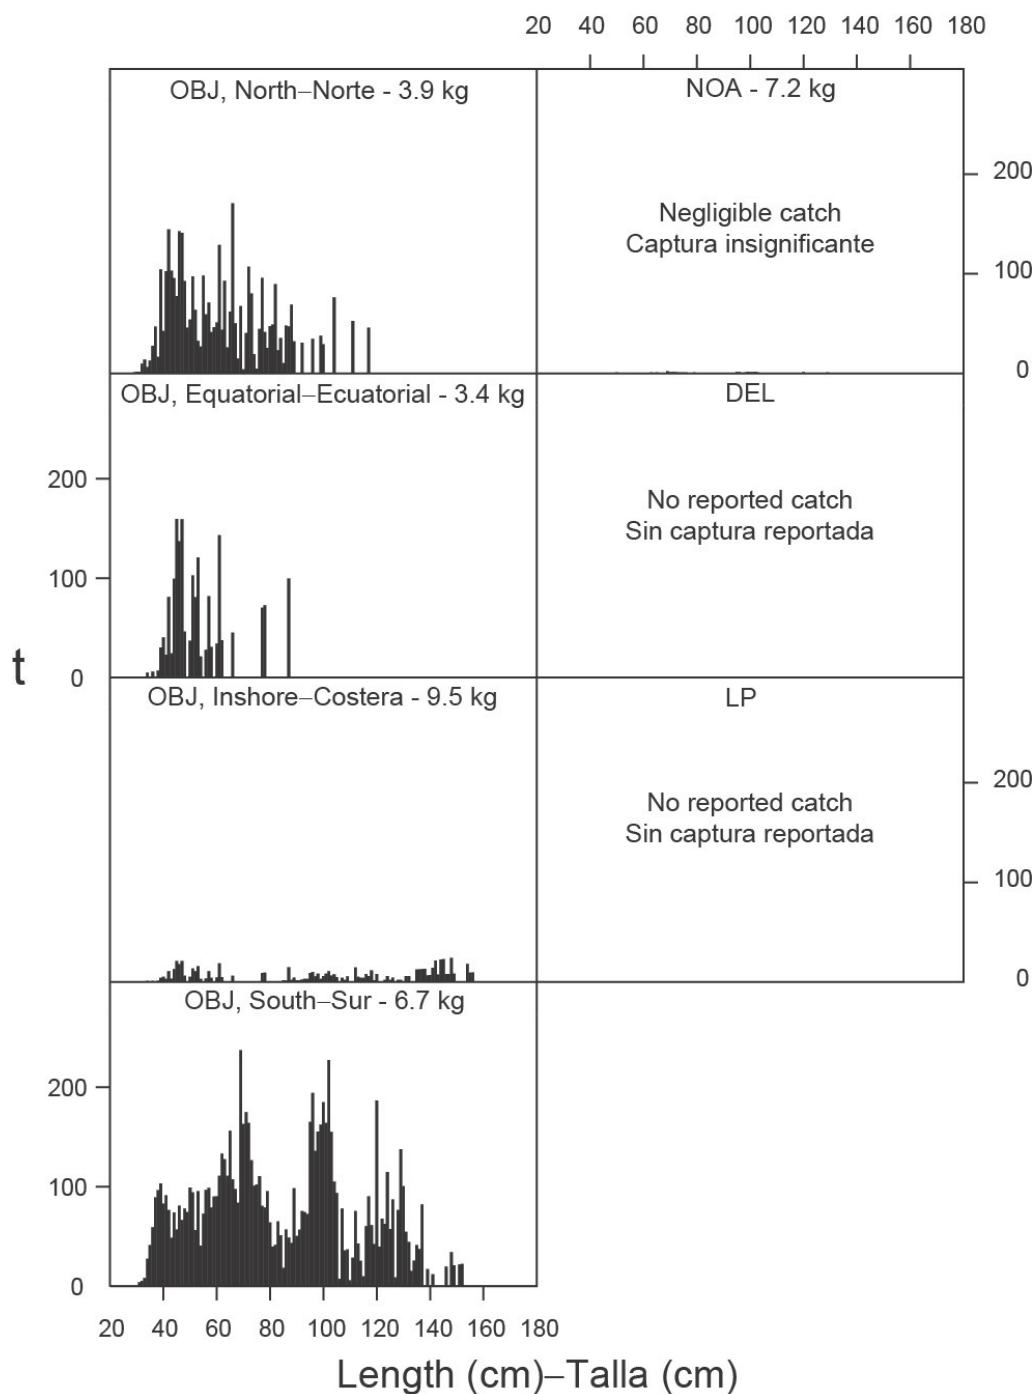 20 40 60 80 100 120 140 160 180
OBJ, North–Norte - 3.9 kg
NOA - 7.2 kg
Negligible catch
Captura insignificante
200
100
0
OBJ, Equatorial–Ecuatorial - 3.4 kg
200
100
0
DEL
No reported catch
Sin captura reportada
t
OBJ, Inshore–Costera - 9.5 kg
LP
No reported catch
Sin captura reportada
200
100
0
OBJ, South–Sur - 6.7 kg
200
100
0
20 40 60 80 100 120 140 160 180
Length (cm)–Talla (cm)